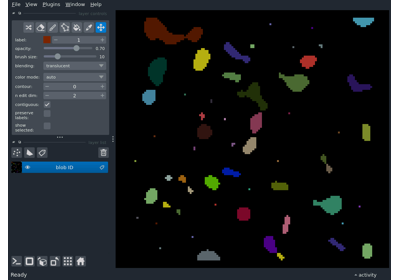 File View Plugins Window Help
label: 1
opacity: 0.70
brush size: 10
blending: translucent
color mode: auto
contour: 0
n edit dim: 2
contiguous:
preserve labels:
show selected:
blob ID
Ready
activity